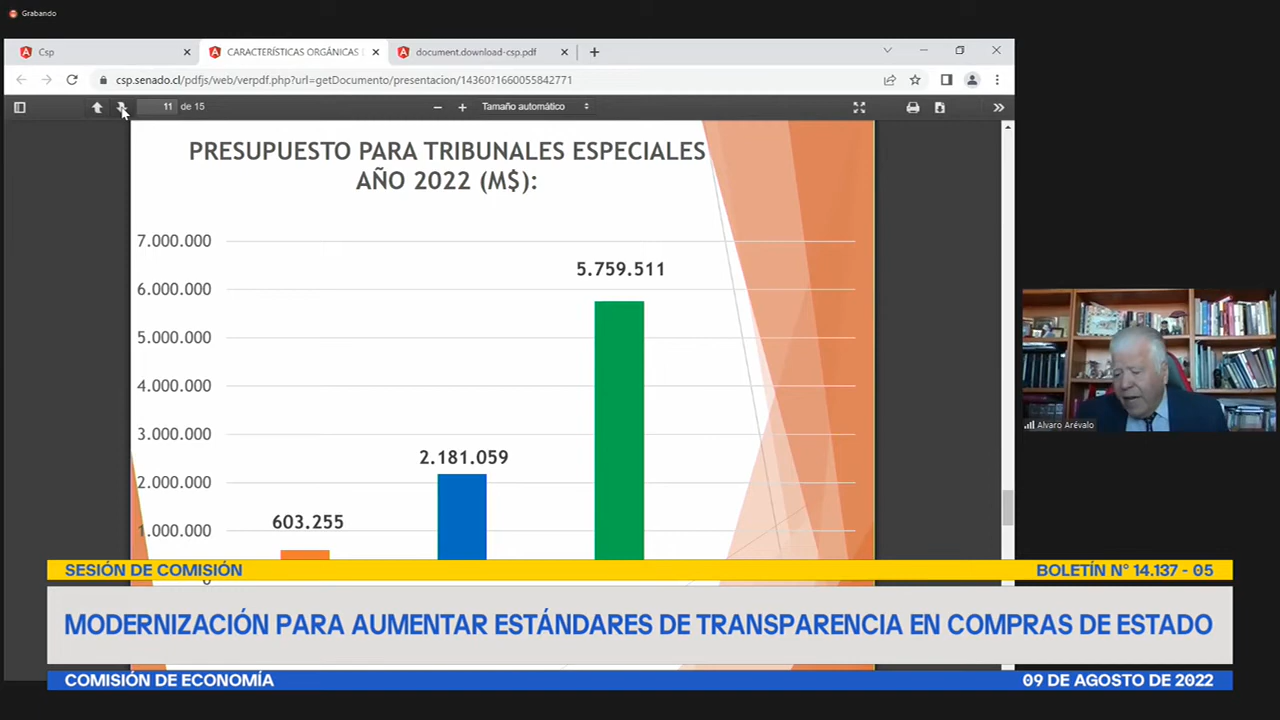 Grabando
Csp
CARACTERÍSTICAS ORGÁNICAS
document.download-csp.pdf
csp.senado.cl/pdfjs/web/verpdf.php?url=getDocumento/presentacion/14360?1660055842771
11 de 15
Tamaño automático
PRESUPUESTO PARA TRIBUNALES ESPECIALES
AÑO 2022 (M$):
7.000.000
5.759.511
6.000.000
5.000.000
4.000.000
3.000.000
2.181.059
2.000.000
603.255
1.000.000
0
Alvaro Arévalo
SESIÓN DE COMISIÓN
BOLETÍN N° 14.137 - 05
MODERNIZACIÓN PARA AUMENTAR ESTÁNDARES DE TRANSPARENCIA EN COMPRAS DE ESTADO
COMISIÓN DE ECONOMÍA
09 DE AGOSTO DE 2022